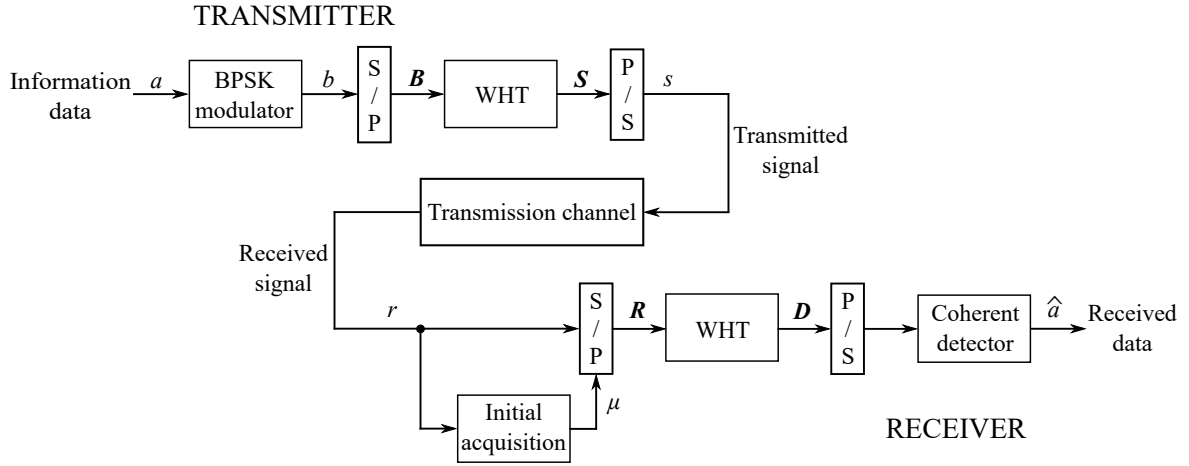 TRANSMITTER
Information
data
a
BPSK
modulator
b
S
/
P
B
WHT
S
P
/
S
s
Transmitted
signal
Transmission channel
Received
signal
r
S
/
P
R
WHT
D
P
/
S
Coherent
detector
â
Received
data
Initial
acquisition
μ
RECEIVER